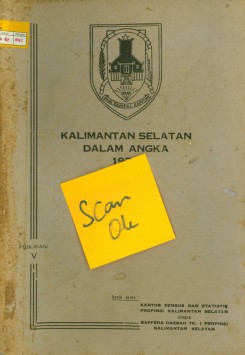 KALIMANTAN SELATAN
DALAM ANGKA
Scan
Ok
V
KANTOR SENSUS DAN STATISTIK
PROPINSI KALIMANTAN SELATAN
BAPPEDA DAERAH TK. I PROPINSI
KALIMANTAN SELATAN